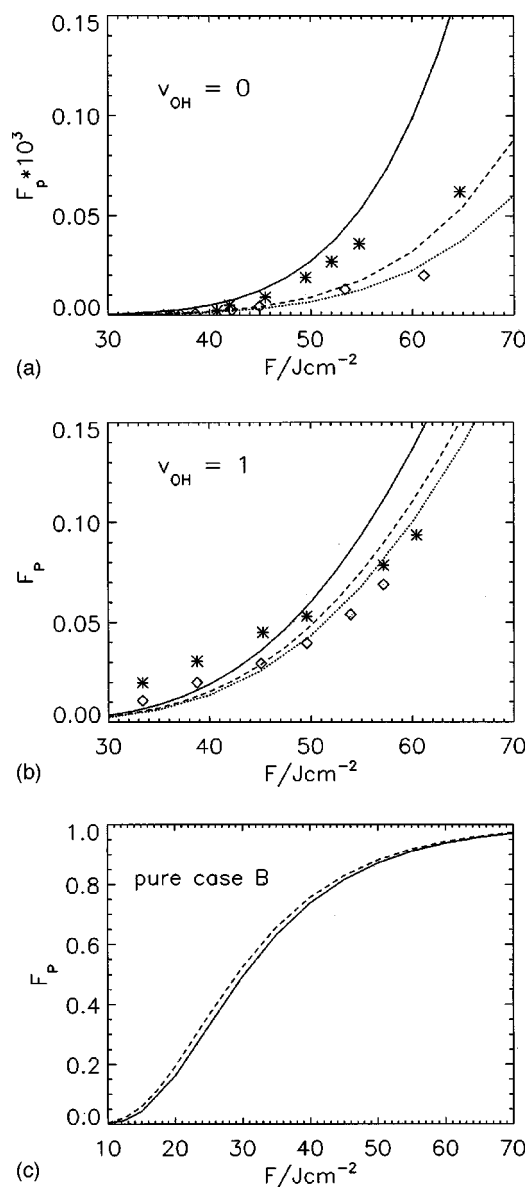 0.15
0.10
0.05
0.00
F_p*10^3
v_OH = 0
30 40 50 60 70
F/Jcm^-2
(a)
0.15
0.10
0.05
0.00
F_p
v_OH = 1
30 40 50 60 70
F/Jcm^-2
(b)
1.0
0.8
0.6
0.4
0.2
0.0
F_p
pure case B
10 20 30 40 50 60 70
F/Jcm^-2
(c)